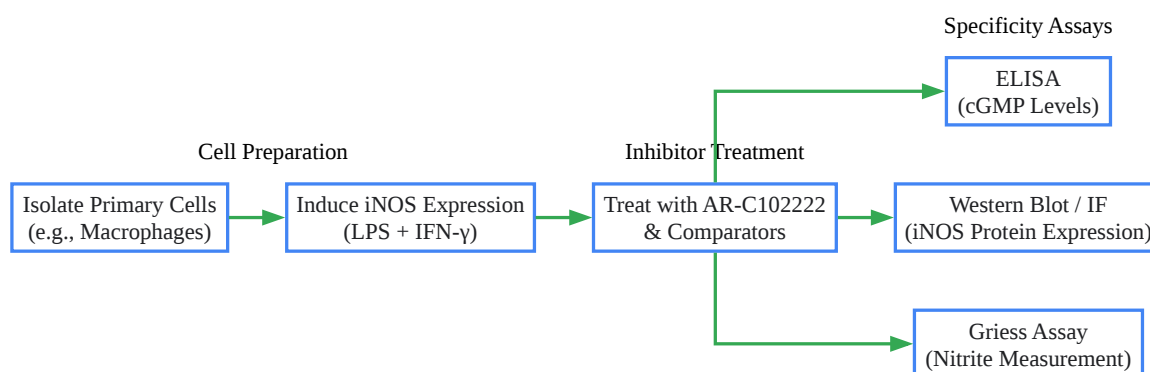 Specificity Assays
ELISA
(cGMP Levels)
Cell Preparation
Inhibitor Treatment
Isolate Primary Cells
(e.g., Macrophages)
Induce iNOS Expression
(LPS + IFN-γ)
Treat with AR-C102222
& Comparators
Western Blot / IF
(iNOS Protein Expression)
Griess Assay
(Nitrite Measurement)